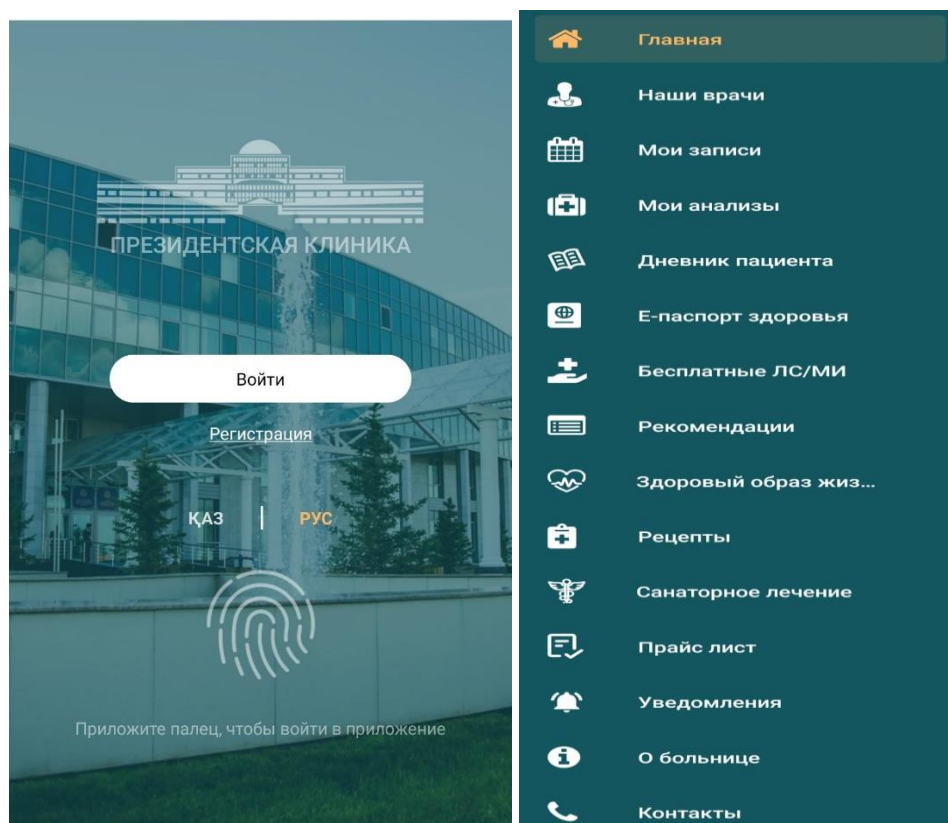 ПРЕЗИДЕНТСКАЯ КЛИНИКА
Войти
Регистрация
ҚАЗ | РУС
Приложите палец, чтобы войти в приложение
Главная
Наши врачи
Мои записи
Мои анализы
Дневник пациента
Е-паспорт здоровья
Бесплатные ЛС/МИ
Рекомендации
Здоровый образ жиз...
Рецепты
Санаторное лечение
Прайс лист
Уведомления
О больнице
Контакты